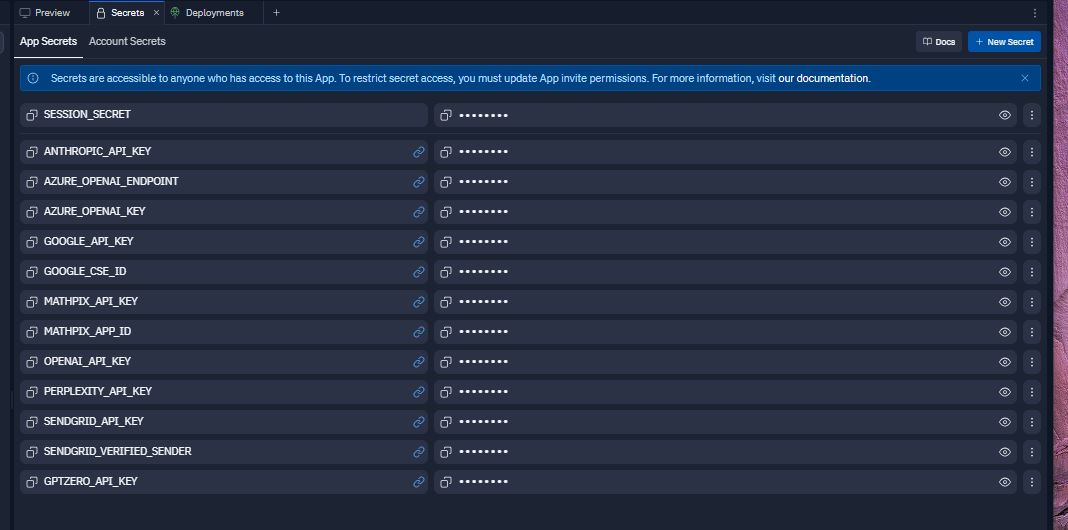 Preview Secrets × Deployments +
App Secrets Account Secrets Docs + New Secret
Secrets are accessible to anyone who has access to this App. To restrict secret access, you must update App invite permissions. For more information, visit our documentation.
SESSION_SECRET ••••••••
ANTHROPIC_API_KEY ••••••••
AZURE_OPENAI_ENDPOINT ••••••••
AZURE_OPENAI_KEY ••••••••
GOOGLE_API_KEY ••••••••
GOOGLE_CSE_ID ••••••••
MATHPIX_API_KEY ••••••••
MATHPIX_APP_ID ••••••••
OPENAI_API_KEY ••••••••
PERPLEXITY_API_KEY ••••••••
SENDGRID_API_KEY ••••••••
SENDGRID_VERIFIED_SENDER ••••••••
GPTZERO_API_KEY ••••••••